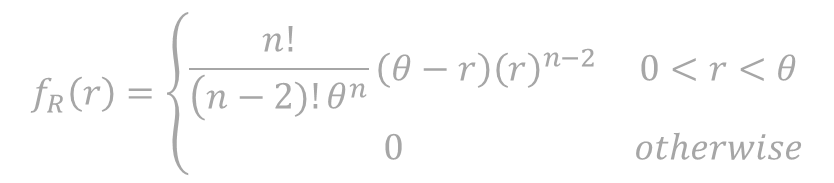 f_R(r) = { n! / ((n − 2)! θ^n) (θ − r)(r)^{n−2} 0 < r < θ
0 otherwise